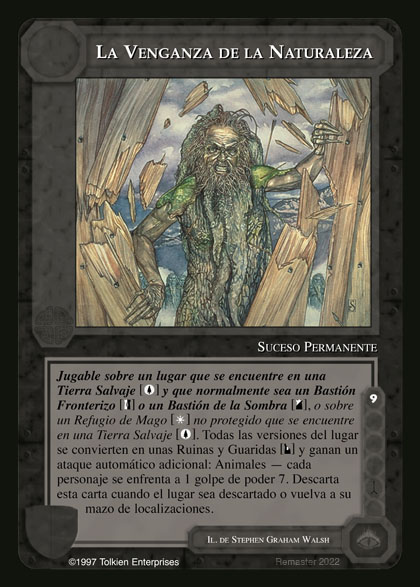 La Venganza de la Naturaleza
Suceso Permanente
Jugable sobre un lugar que se encuentre en una
Tierra Salvaje [] y que normalmente sea un Bastión
Fronterizo [] o un Bastión de la Sombra [], o sobre
un Refugio de Mago [] no protegido que se encuentre
en una Tierra Salvaje []. Todas las versiones del lugar
se convierten en unas Ruinas y Guaridas [] y ganan un
ataque automático adicional: Animales — cada
personaje se enfrenta a 1 golpe de poder 7. Descarta
esta carta cuando el lugar sea descartado o vuelva a su
mazo de localizaciones.
9
Il. de Stephen Graham Walsh
©1997 Tolkien Enterprises
Remaster 2022